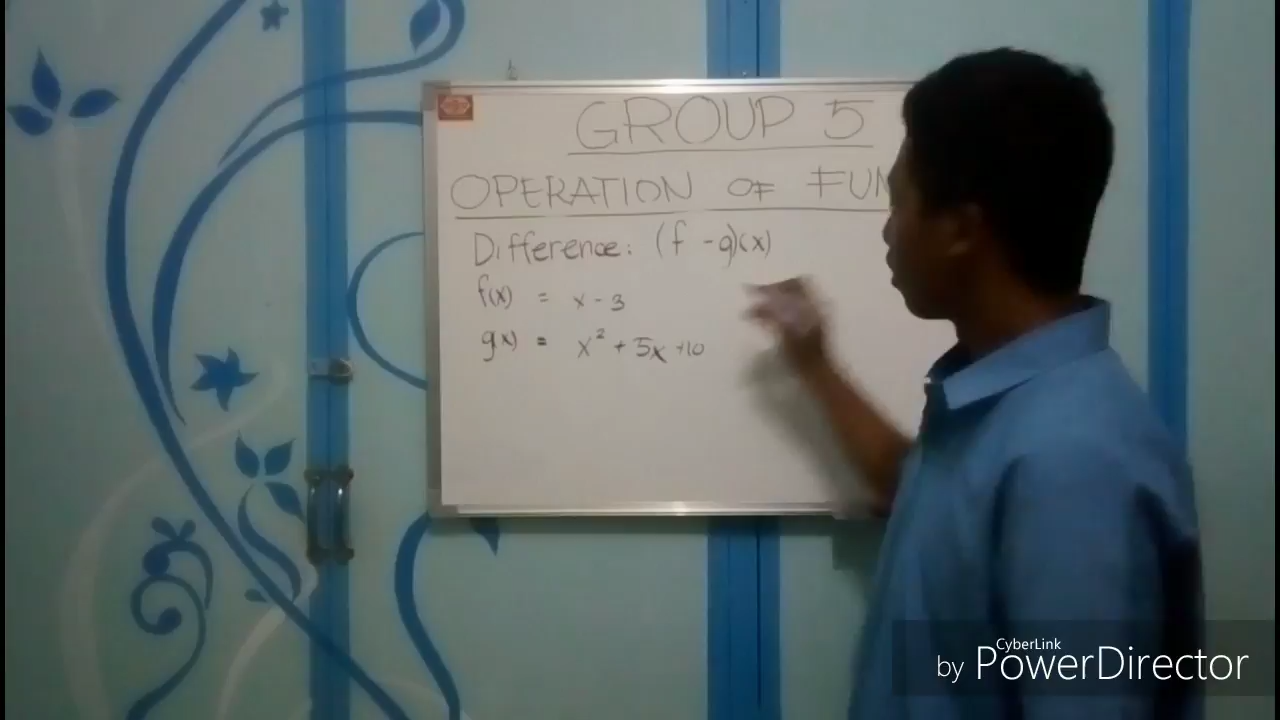 GROUP 5
OPERATION OF FUN
Difference: (f - g)(x)
f(x) = x - 3
g(x) = x² + 5x + 10
CyberLink
by PowerDirector